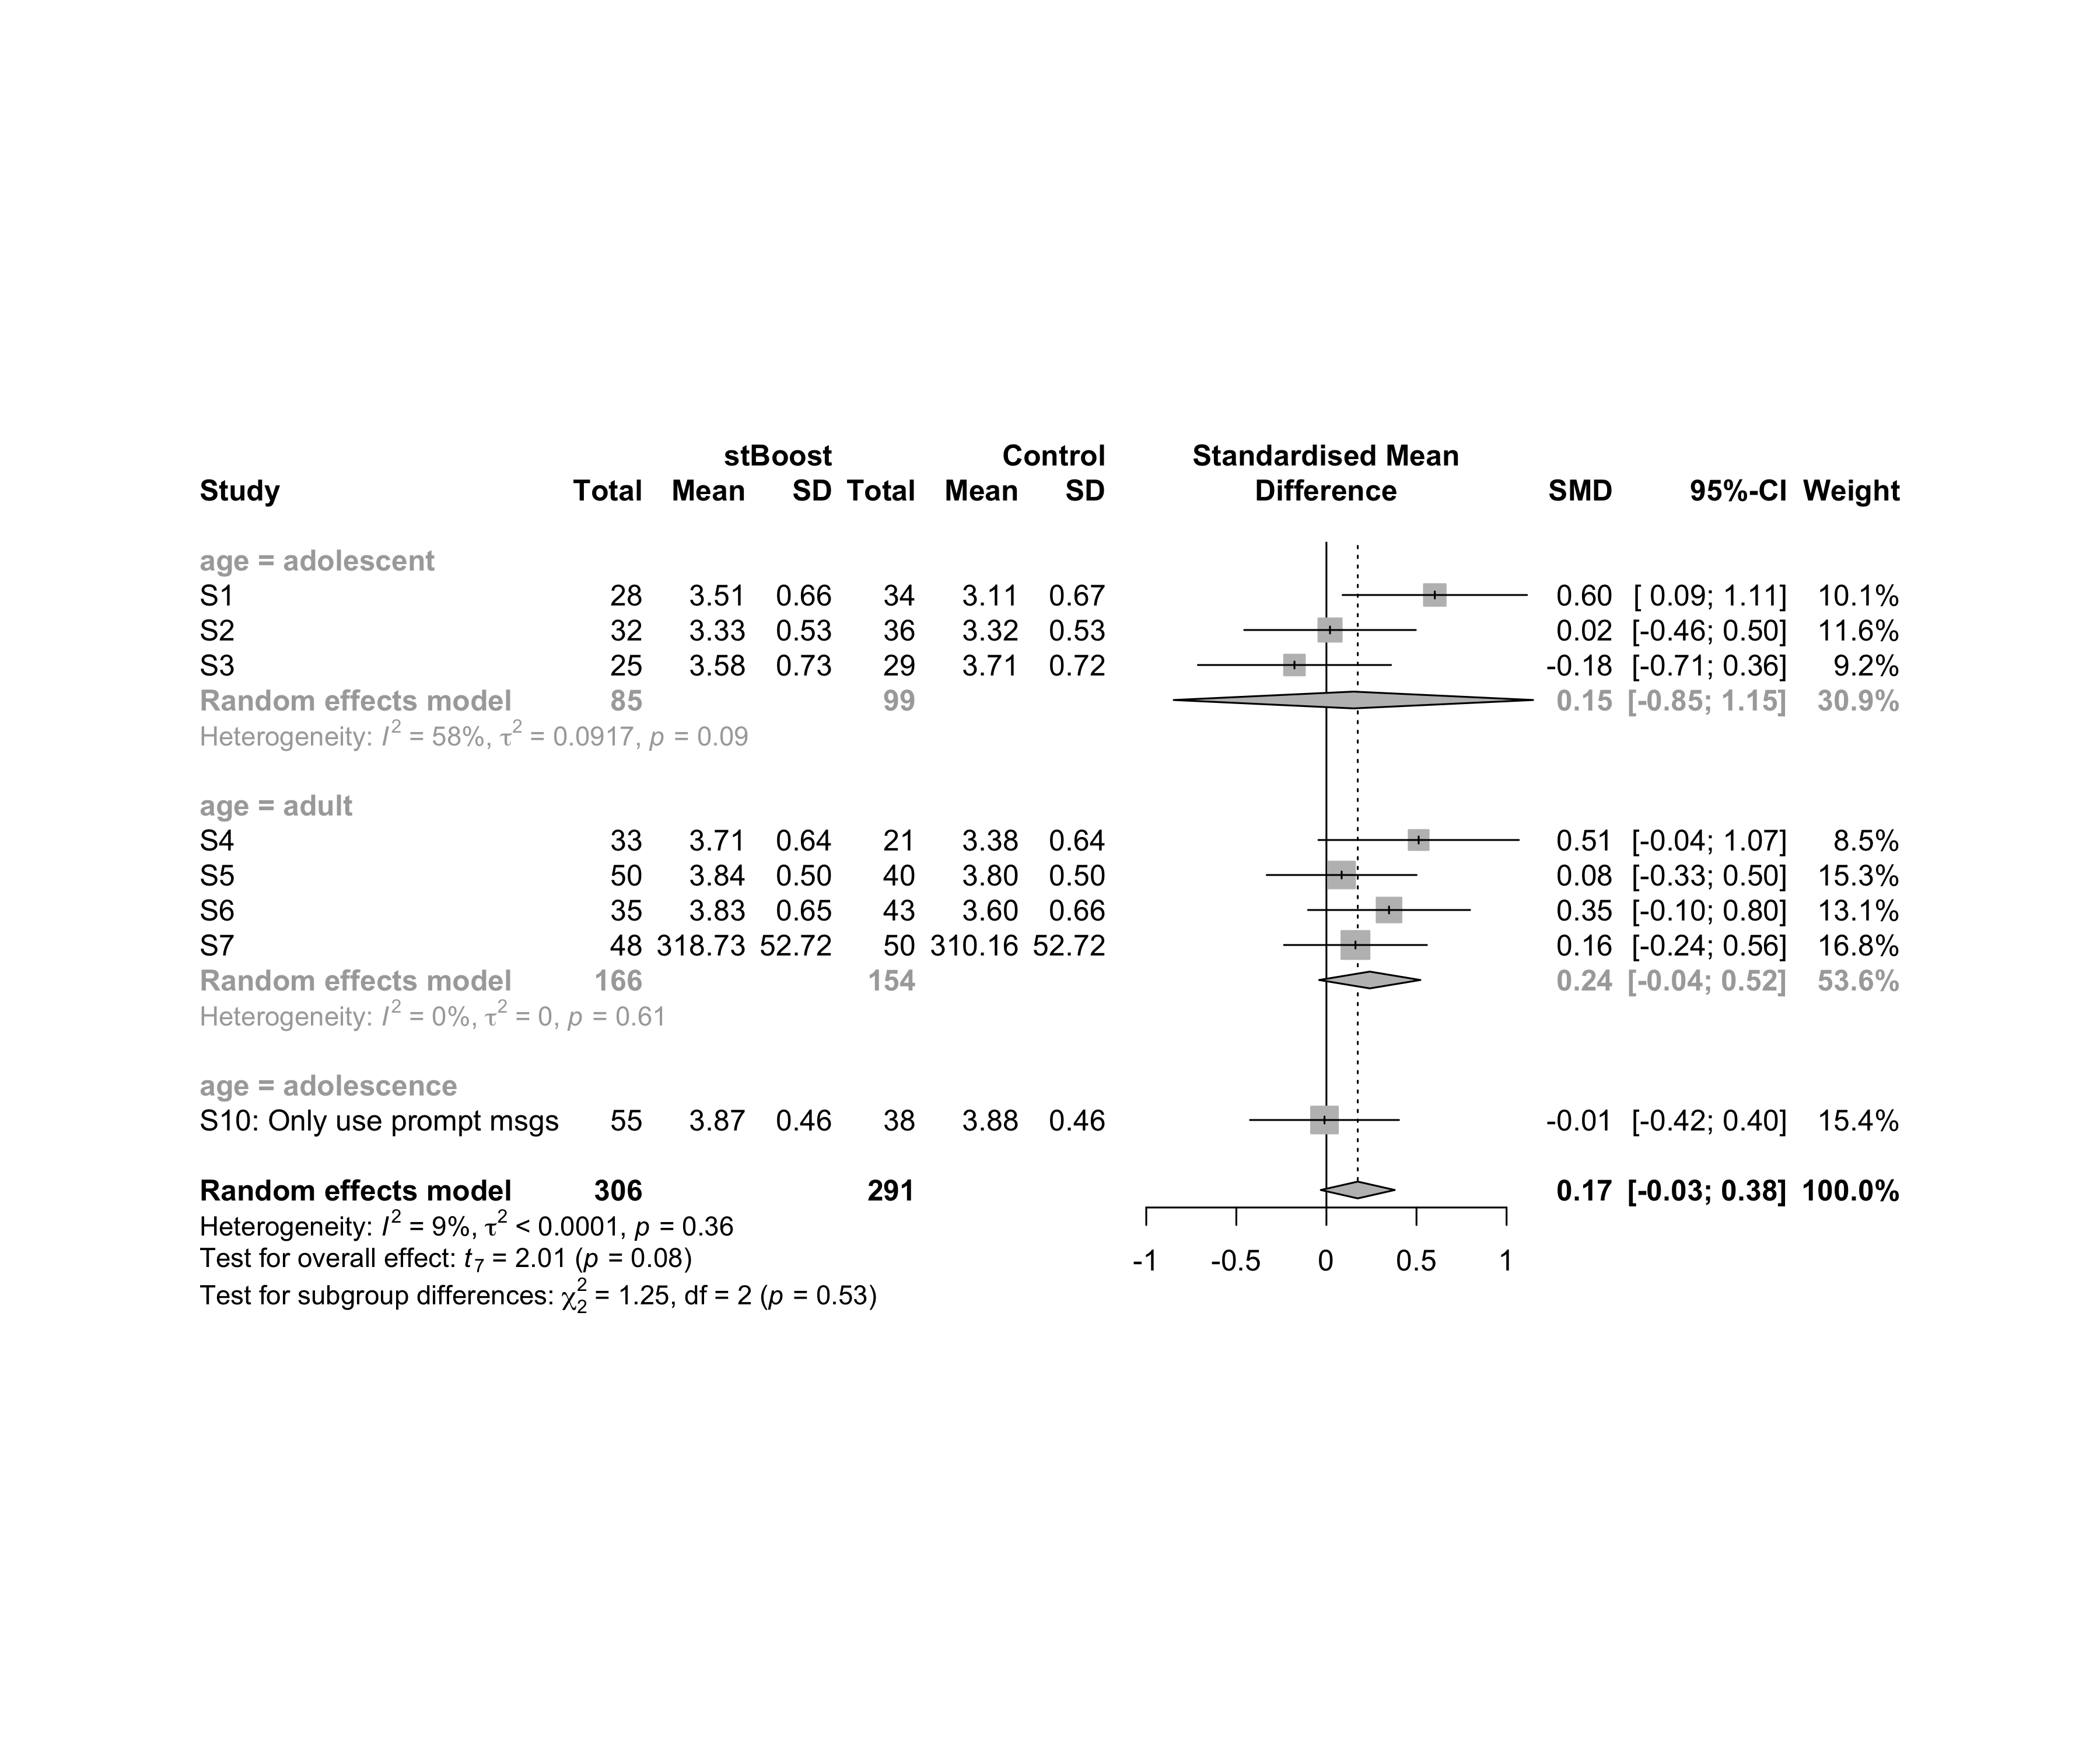 stBoost Control Standardised Mean
Study Total Mean SD Total Mean SD Difference SMD 95%-CI Weight
age = adolescent
S1 28 3.51 0.66 34 3.11 0.67 0.60 [ 0.09; 1.11] 10.1%
S2 32 3.33 0.53 36 3.32 0.53 0.02 [-0.46; 0.50] 11.6%
S3 25 3.58 0.73 29 3.71 0.72 -0.18 [-0.71; 0.36] 9.2%
Random effects model 85 99 0.15 [-0.85; 1.15] 30.9%
Heterogeneity: I² = 58%, τ² = 0.0917, p = 0.09
age = adult
S4 33 3.71 0.64 21 3.38 0.64 0.51 [-0.04; 1.07] 8.5%
S5 50 3.84 0.50 40 3.80 0.50 0.08 [-0.33; 0.50] 15.3%
S6 35 3.83 0.65 43 3.60 0.66 0.35 [-0.10; 0.80] 13.1%
S7 48 318.73 52.72 50 310.16 52.72 0.16 [-0.24; 0.56] 16.8%
Random effects model 166 154 0.24 [-0.04; 0.52] 53.6%
Heterogeneity: I² = 0%, τ² = 0, p = 0.61
age = adolescence
S10: Only use prompt msgs 55 3.87 0.46 38 3.88 0.46 -0.01 [-0.42; 0.40] 15.4%
Random effects model 306 291 0.17 [-0.03; 0.38] 100.0%
Heterogeneity: I² = 9%, τ² < 0.0001, p = 0.36
Test for overall effect: t₇ = 2.01 (p = 0.08)
-1 -0.5 0 0.5 1
Test for subgroup differences: χ²₂ = 1.25, df = 2 (p = 0.53)